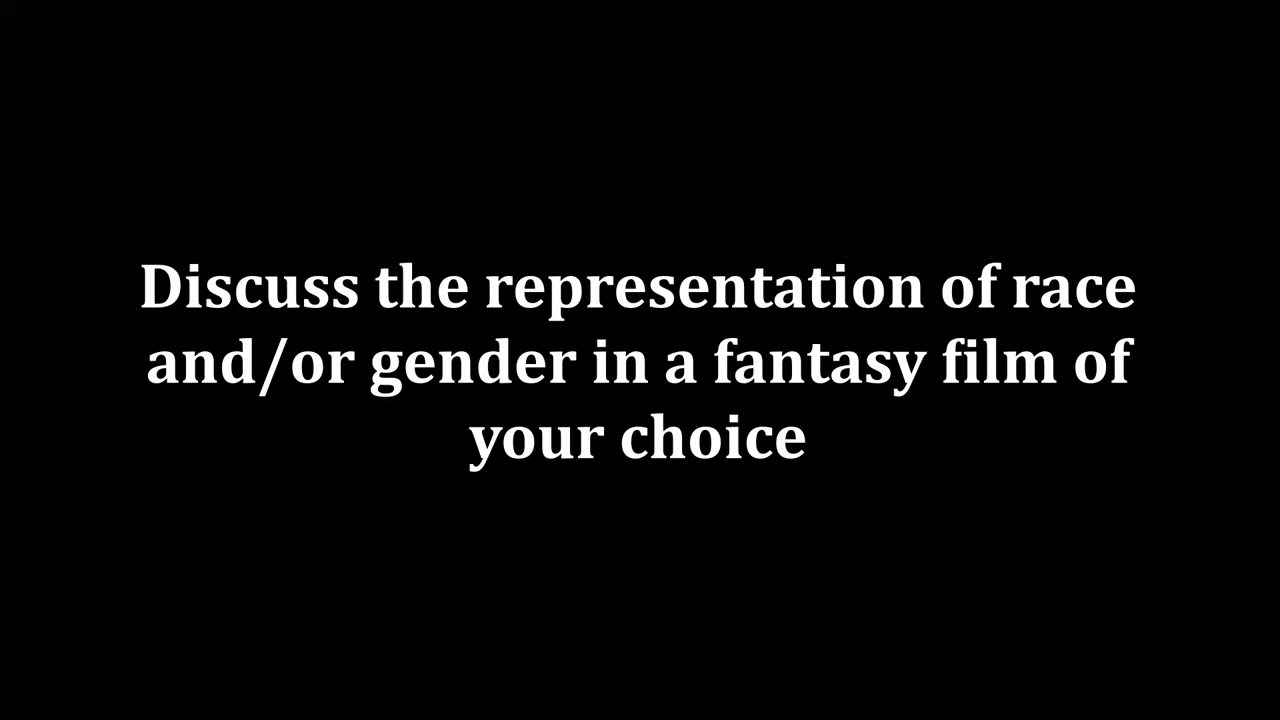 Discuss the representation of race
and/or gender in a fantasy film of
your choice